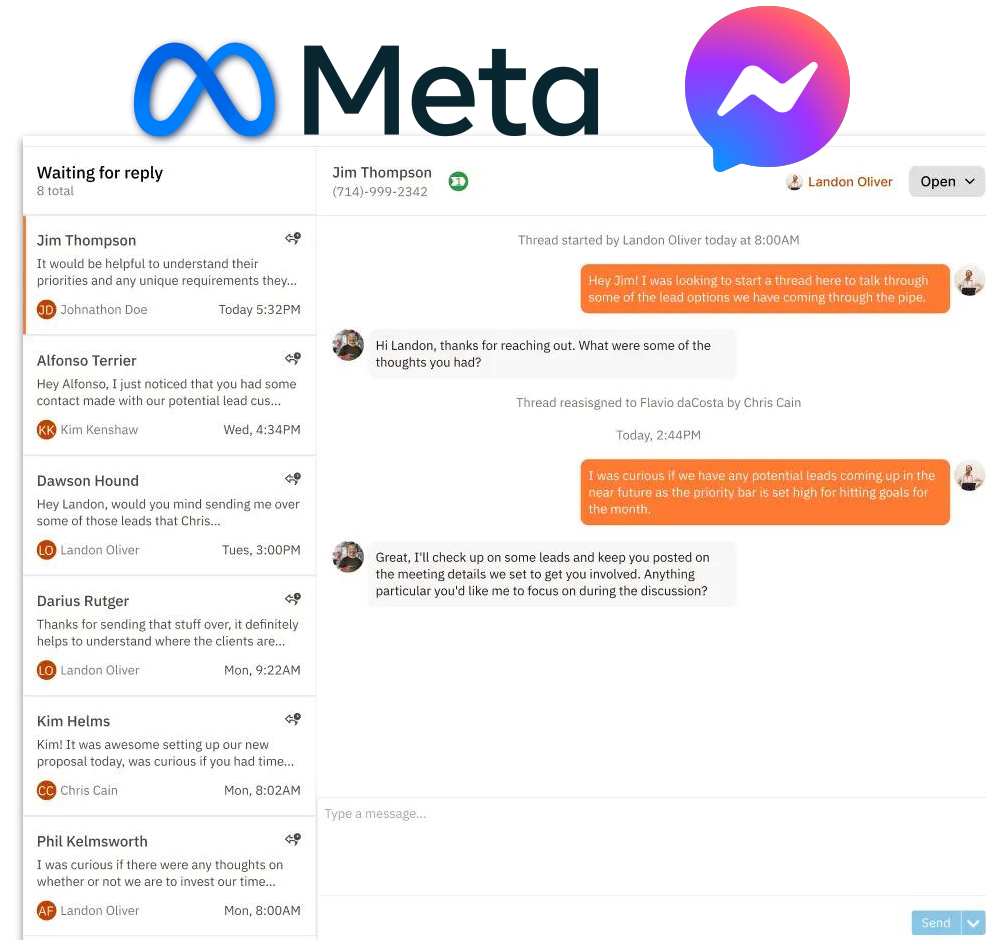 Meta
Waiting for reply
8 total
Jim Thompson
It would be helpful to understand their
priorities and any unique requirements they...
JD Johnathon Doe Today 5:32PM
Alfonso Terrier
Hey Alfonso, I just noticed that you had some
contact made with our potential lead cus...
KK Kim Kenshaw Wed, 4:34PM
Dawson Hound
Hey Landon, would you mind sending me over
some of those leads that Chris...
LO Landon Oliver Tues, 3:00PM
Darius Rutger
Thanks for sending that stuff over, it definitely
helps to understand where the clients are...
LO Landon Oliver Mon, 9:22AM
Kim Helms
Kim! It was awesome setting up our new
proposal today, was curious if you had time...
CC Chris Cain Mon, 8:02AM
Phil Kelmsworth
I was curious if there were any thoughts on
whether or not we are to invest our time...
AF Landon Oliver Mon, 8:00AM
Jim Thompson
(714)-999-2342
1
Landon Oliver
Open
Thread started by Landon Oliver today at 8:00AM
Hey Jim! I was looking to start a thread here to talk through
some of the lead options we have coming through the pipe.
Hi Landon, thanks for reaching out. What were some of the
thoughts you had?
Thread reasisgned to Flavio daCosta by Chris Cain
Today, 2:44PM
I was curious if we have any potential leads coming up in the
near future as the priority bar is set high for hitting goals for
the month.
Great, I'll check up on some leads and keep you posted on
the meeting details we set to get you involved. Anything
particular you'd like me to focus on during the discussion?
Type a message...
Send